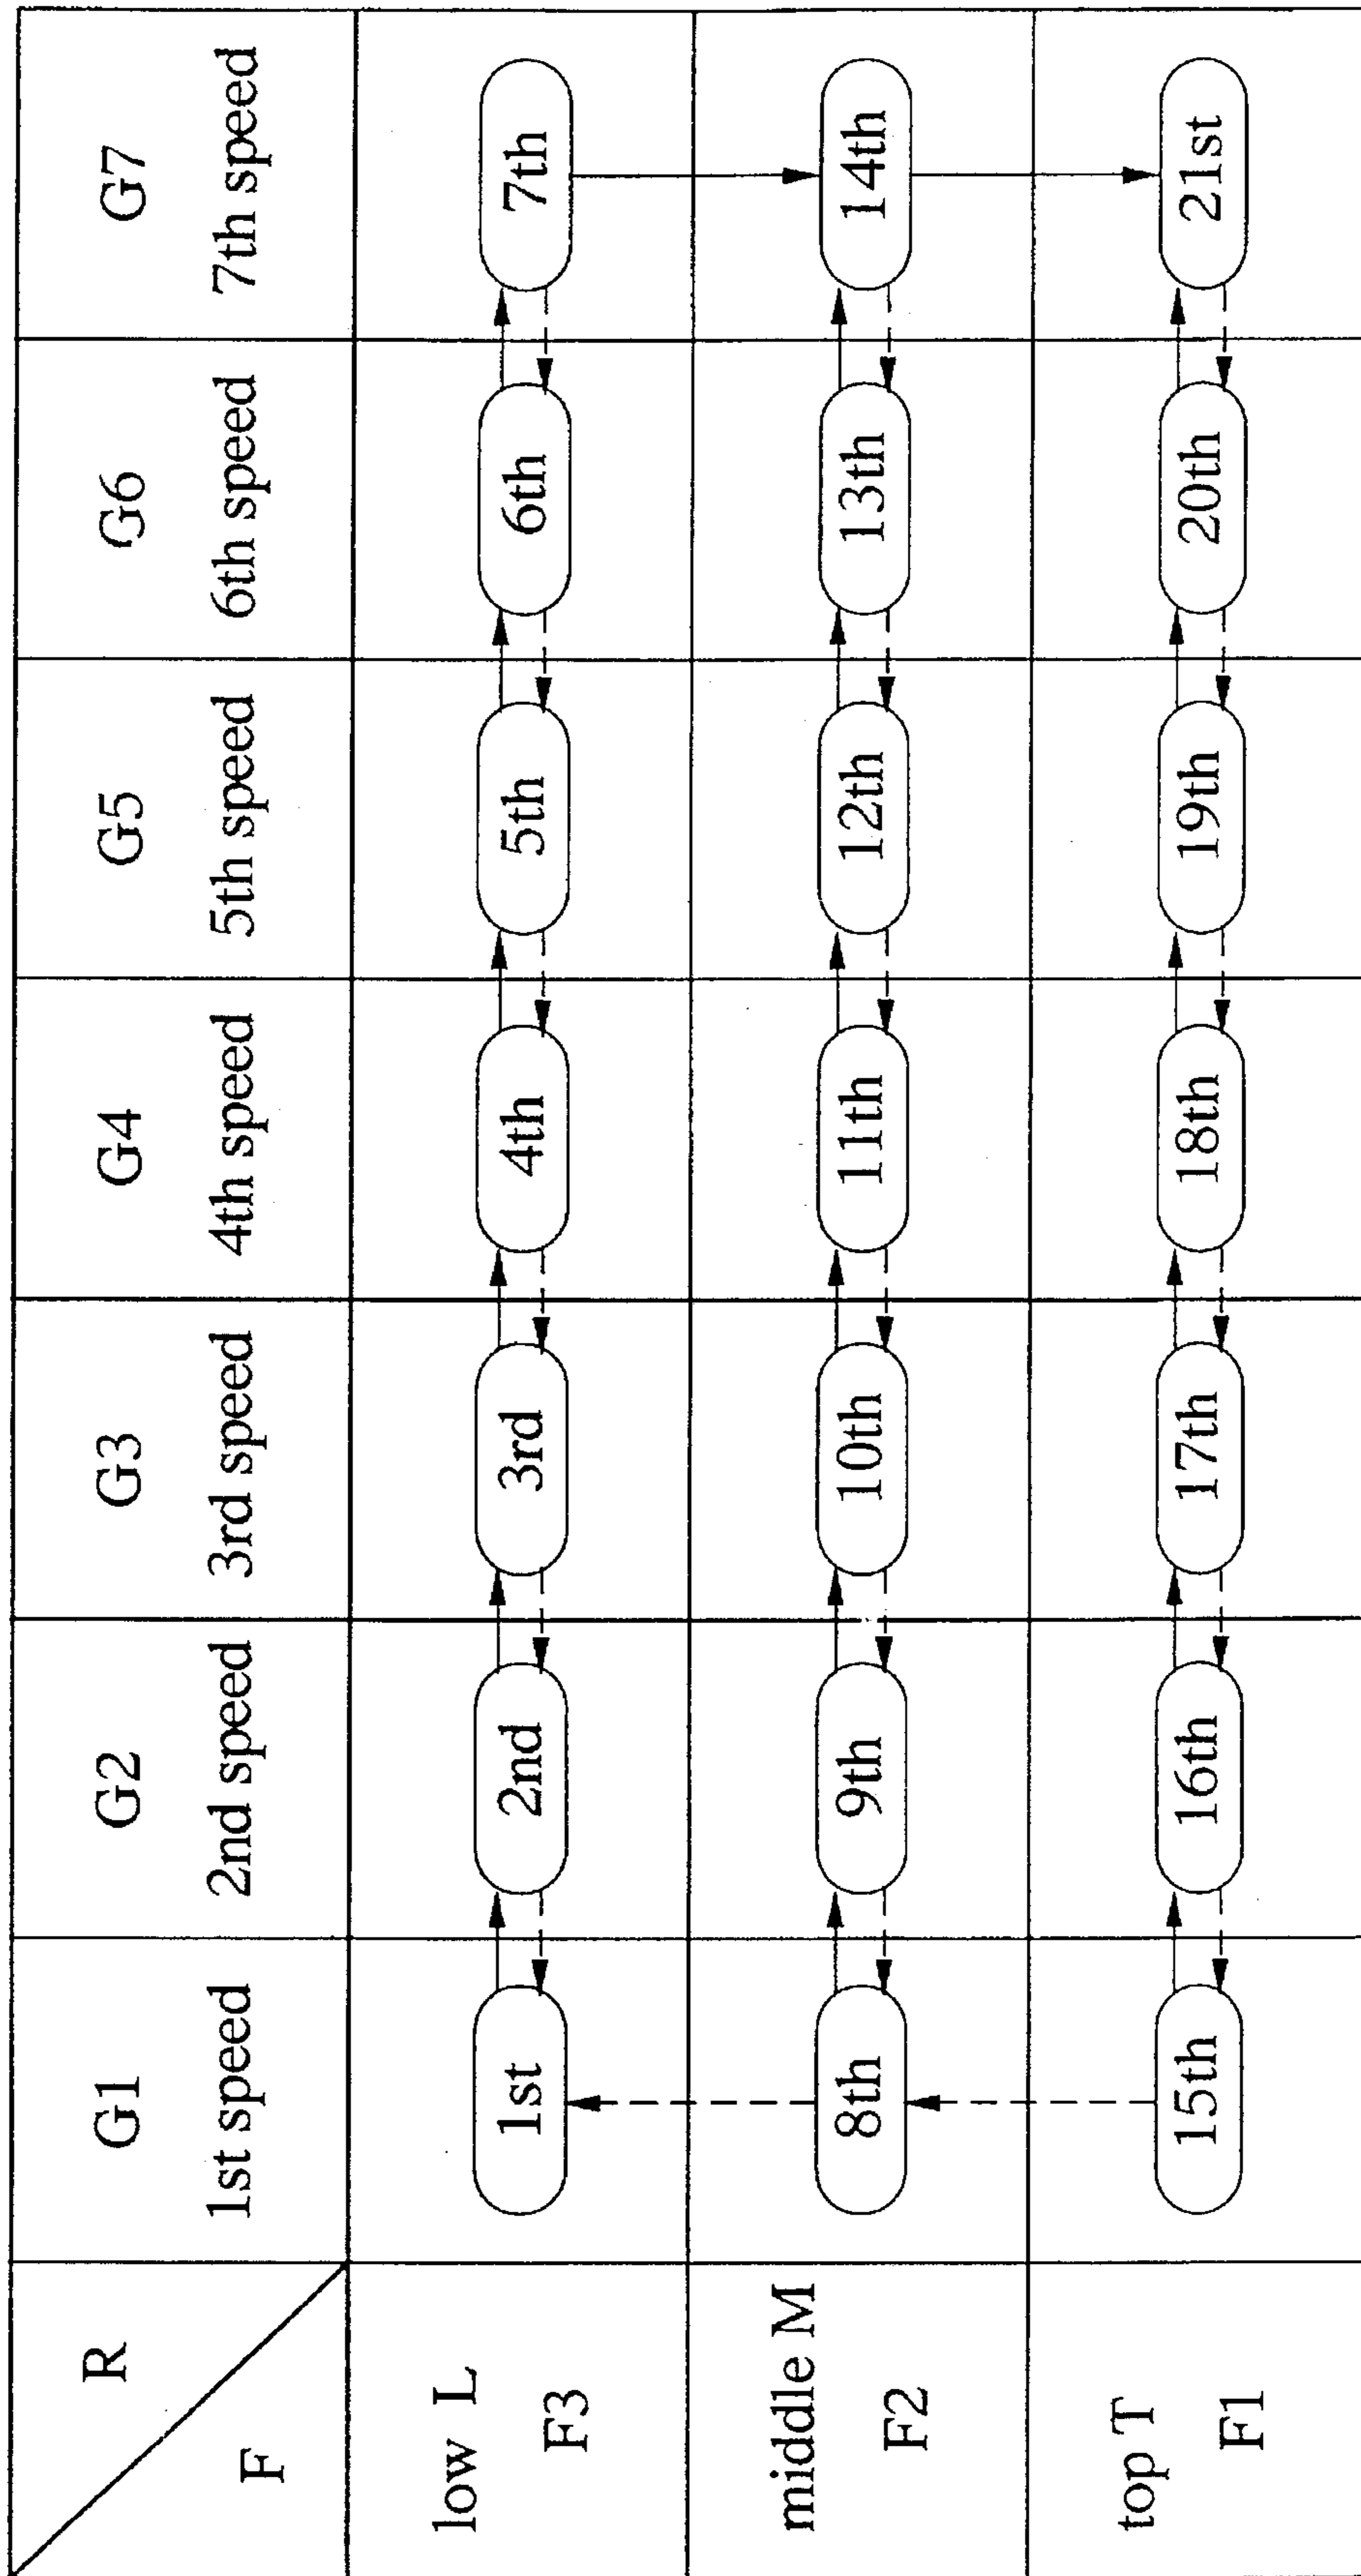 R
F
G1
1st speed
G2
2nd speed
G3
3rd speed
G4
4th speed
G5
5th speed
G6
6th speed
G7
7th speed
low L
F3
1st
2nd
3rd
4th
5th
6th
7th
middle M
F2
8th
9th
10th
11th
12th
13th
14th
top T
F1
15th
16th
17th
18th
19th
20th
21st